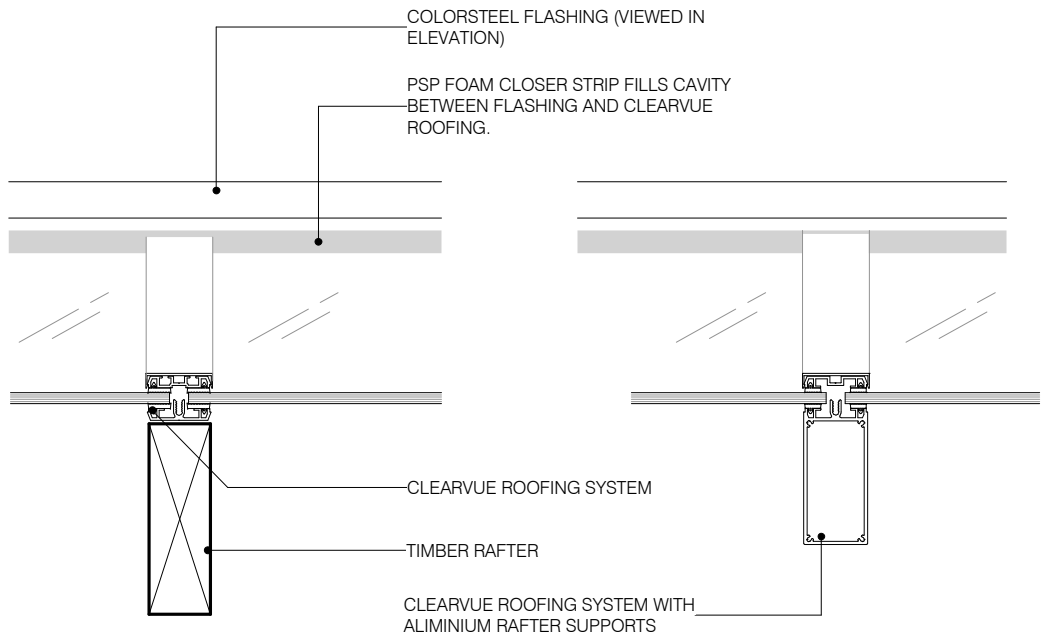 COLORSTEEL FLASHING (VIEWED IN
ELEVATION)
PSP FOAM CLOSER STRIP FILLS CAVITY
BETWEEN FLASHING AND CLEARVUE
ROOFING.
CLEARVUE ROOFING SYSTEM
TIMBER RAFTER
CLEARVUE ROOFING SYSTEM WITH
ALIMINIUM RAFTER SUPPORTS